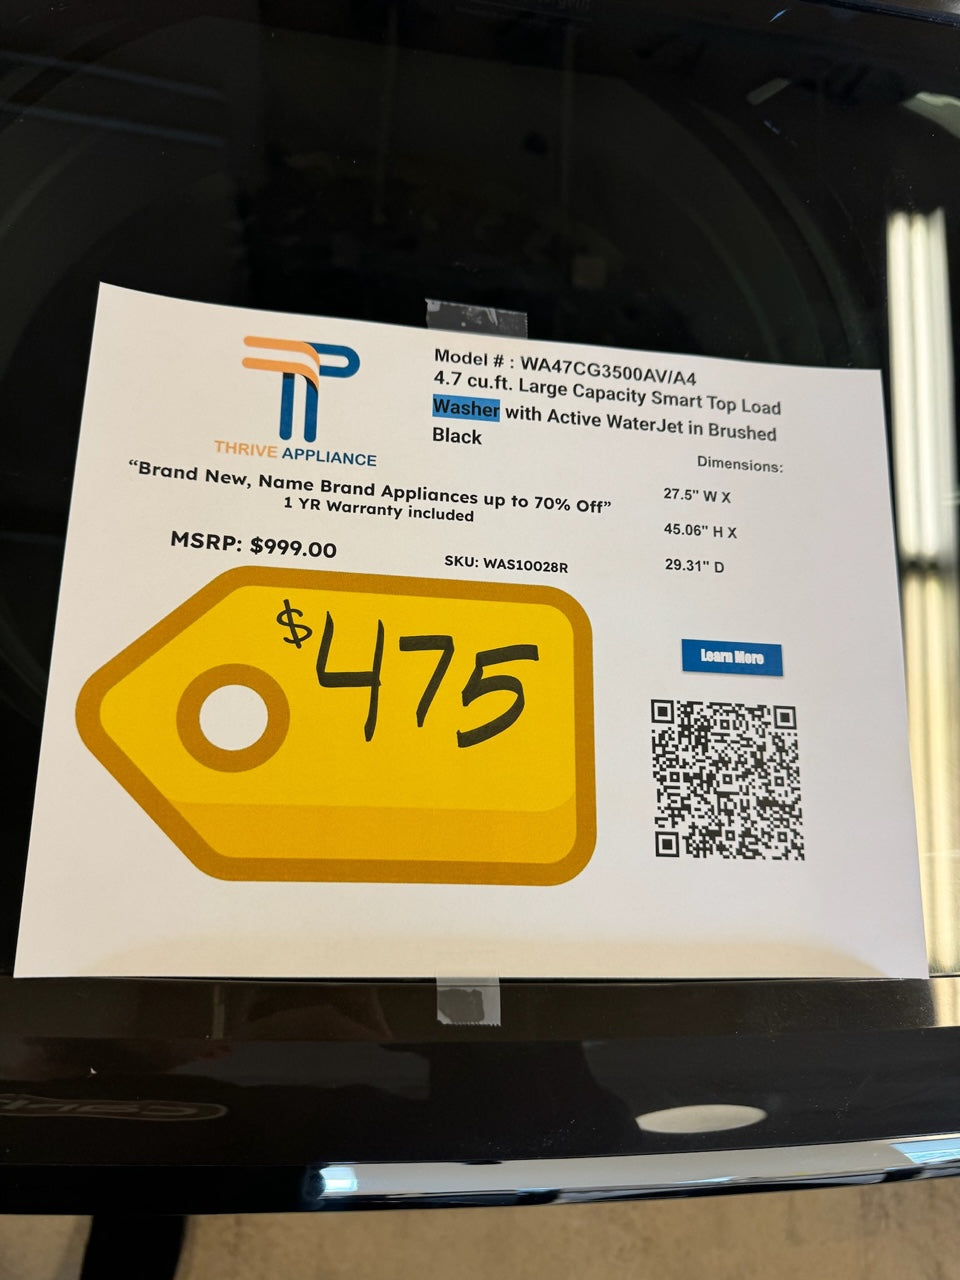 Model # : WA47CG3500AV/A4
4.7 cu.ft. Large Capacity Smart Top Load
Washer with Active WaterJet in Brushed
Black
THRIVE APPLIANCE
“Brand New, Name Brand Appliances up to 70% Off”
1 YR Warranty included
Dimensions:
27.5" W X
45.06" H X
29.31" D
MSRP: $999.00
SKU: WAS10028R
$475
Learn More